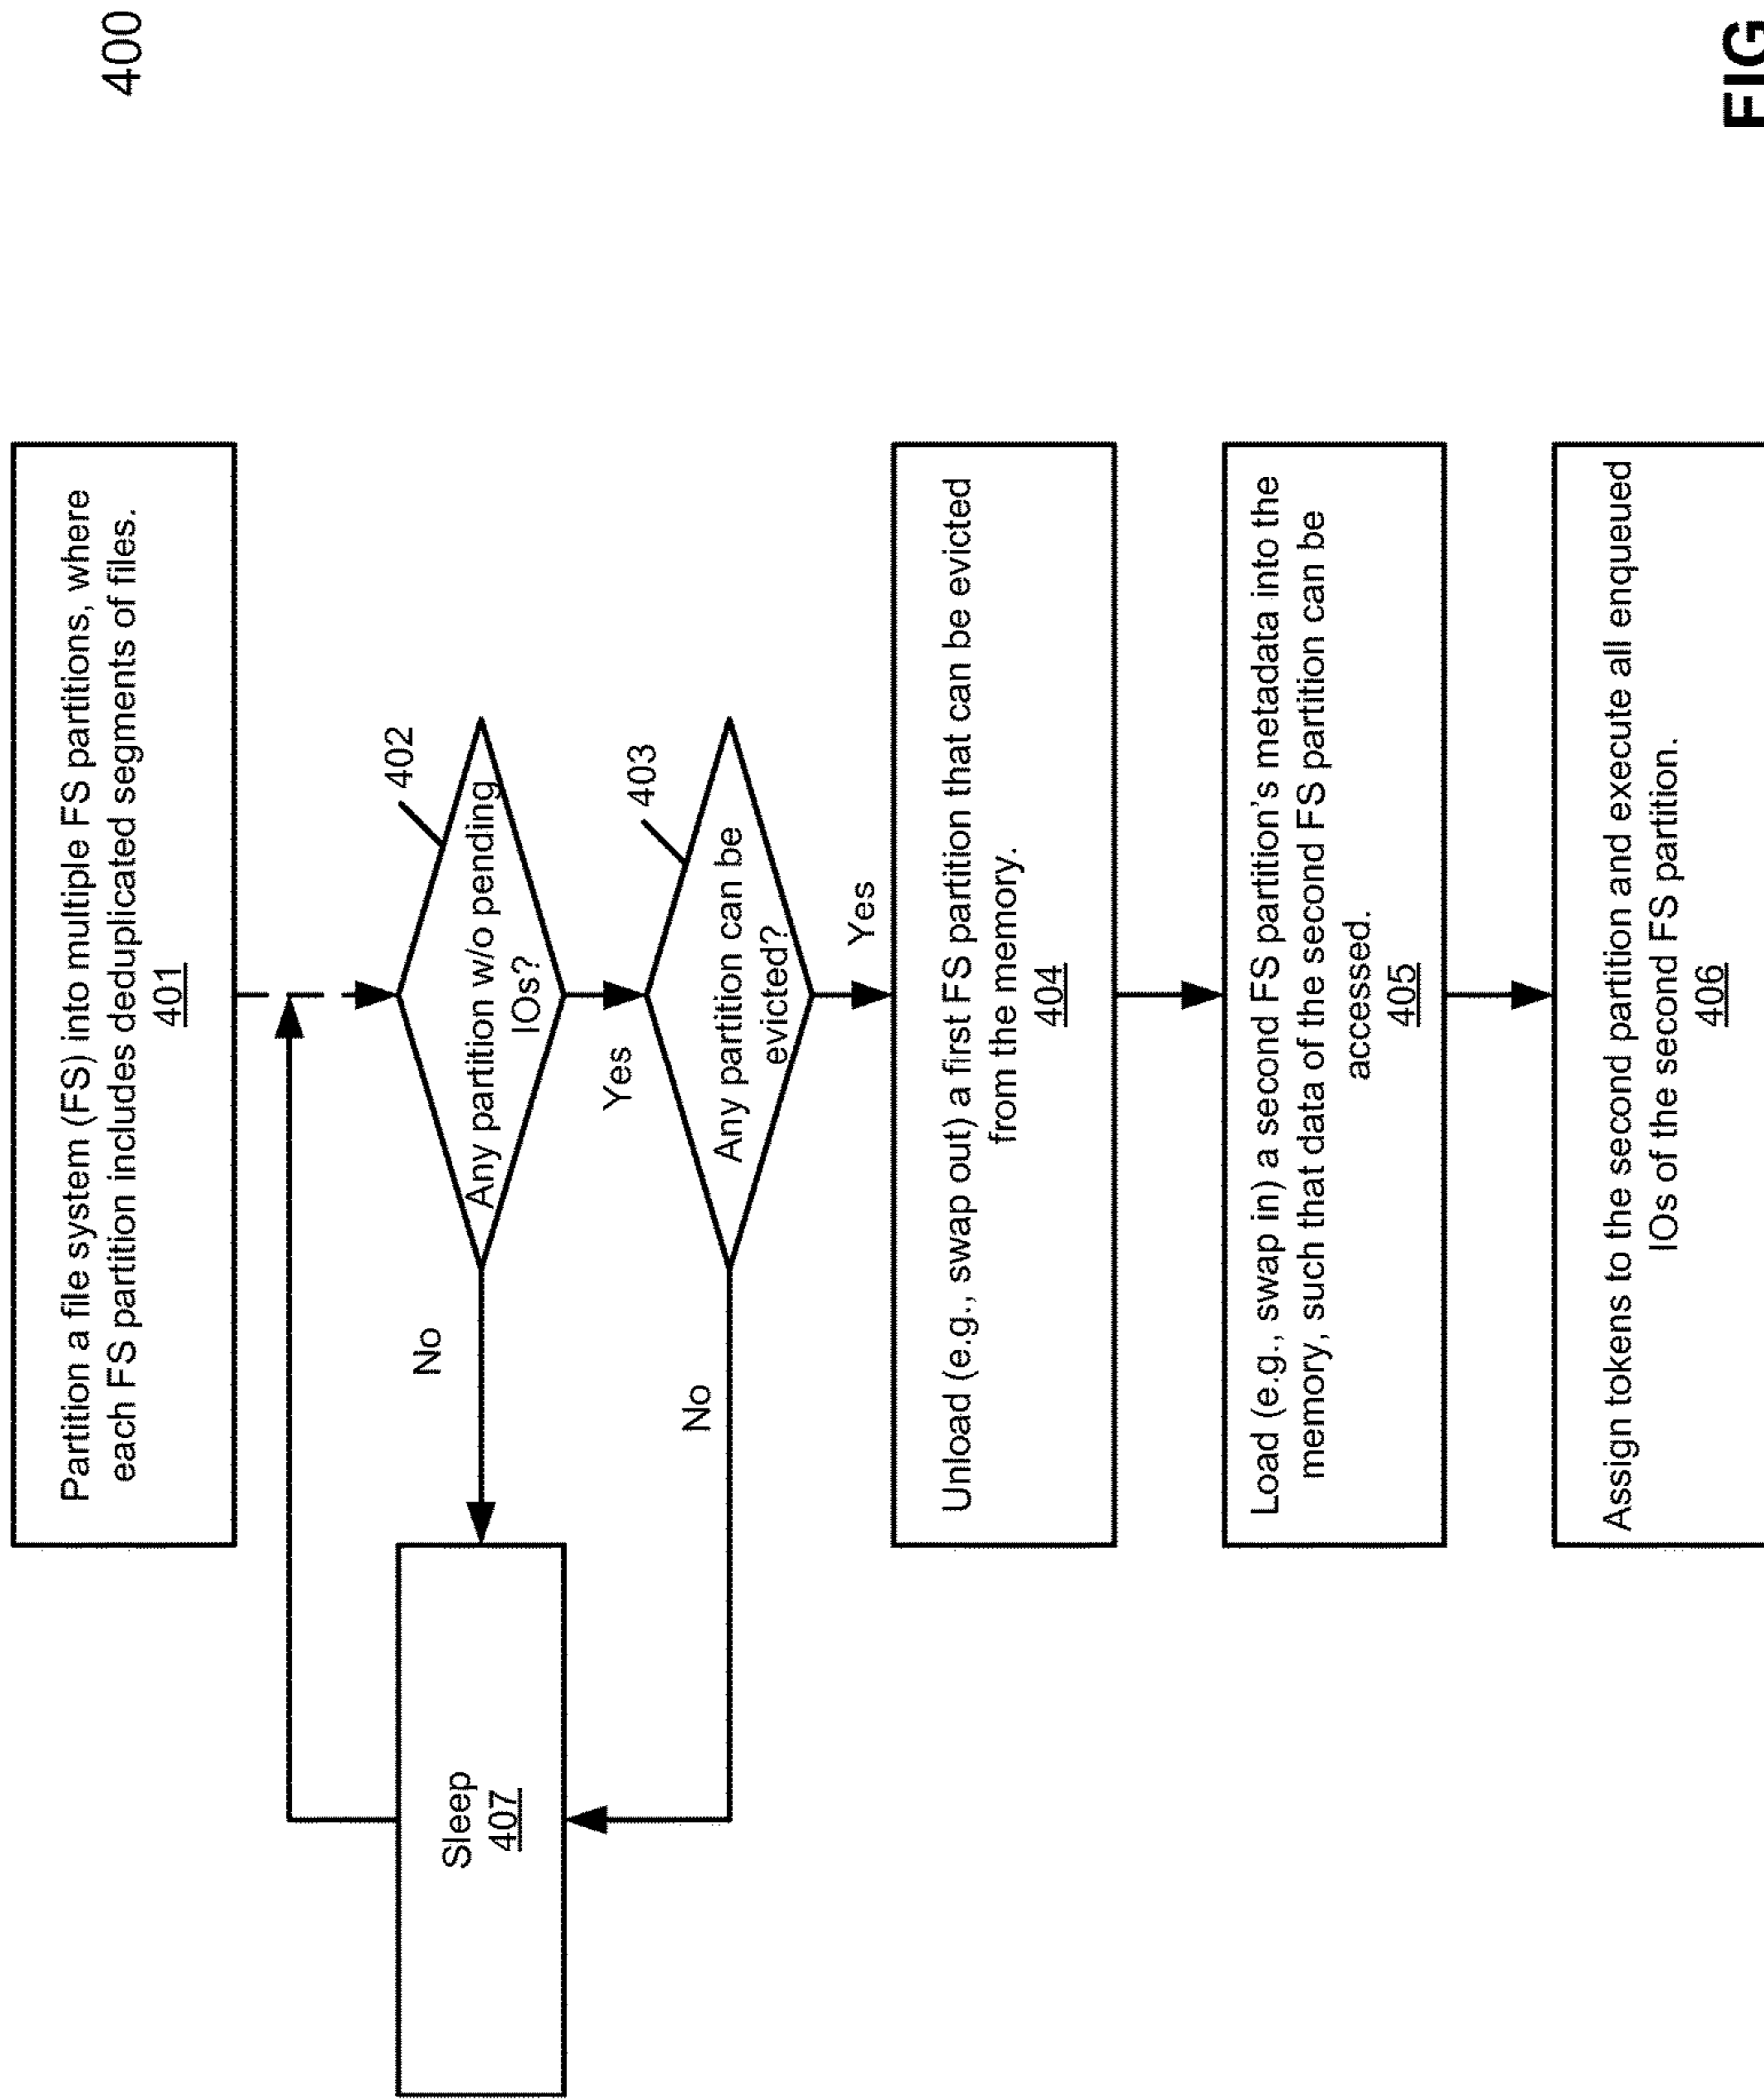 400
Partition a file system (FS) into multiple FS partitions, where
each FS partition includes deduplicated segments of files.
401
402
Any partition w/o pending
IOs?
No
Yes
403
Any partition can be
evicted?
No
Yes
Sleep
407
Unload (e.g., swap out) a first FS partition that can be evicted
from the memory.
404
Load (e.g., swap in) a second FS partition's metadata into the
memory, such that data of the second FS partition can be
accessed.
405
Assign tokens to the second partition and execute all enqueued
IOs of the second FS partition.
406
FIG